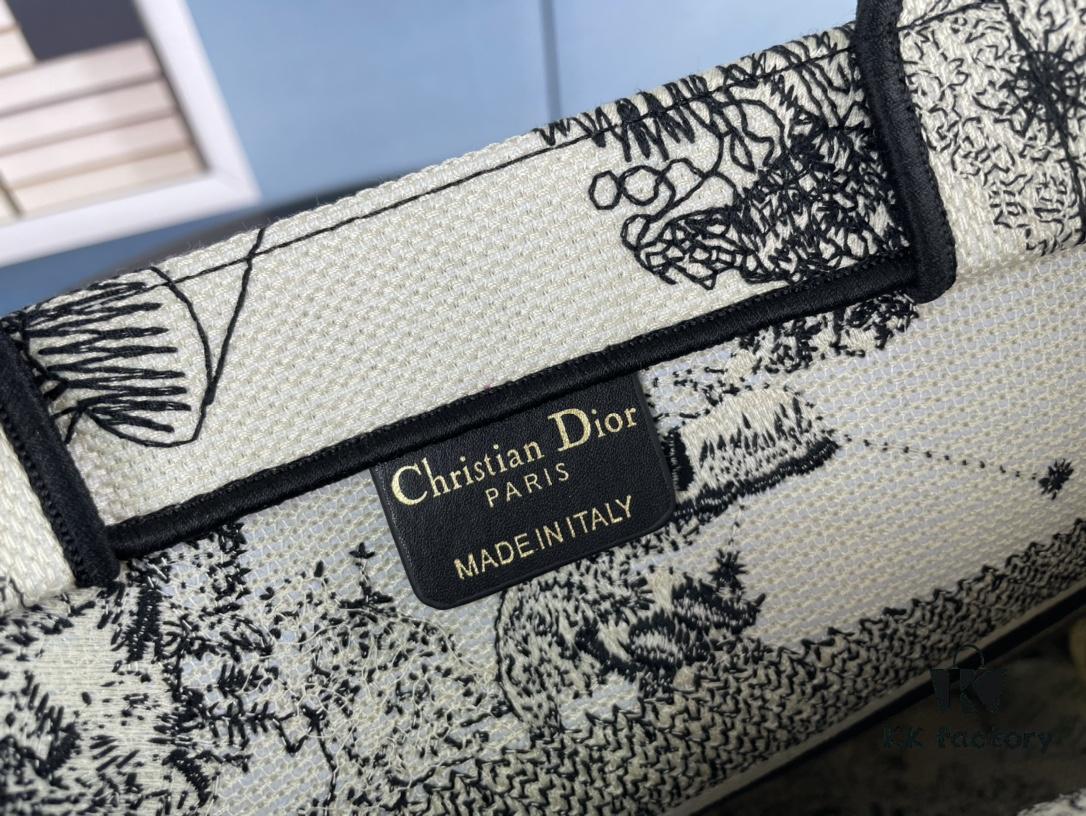 Christian Dior
PARIS
MADE IN ITALY
KK Factory